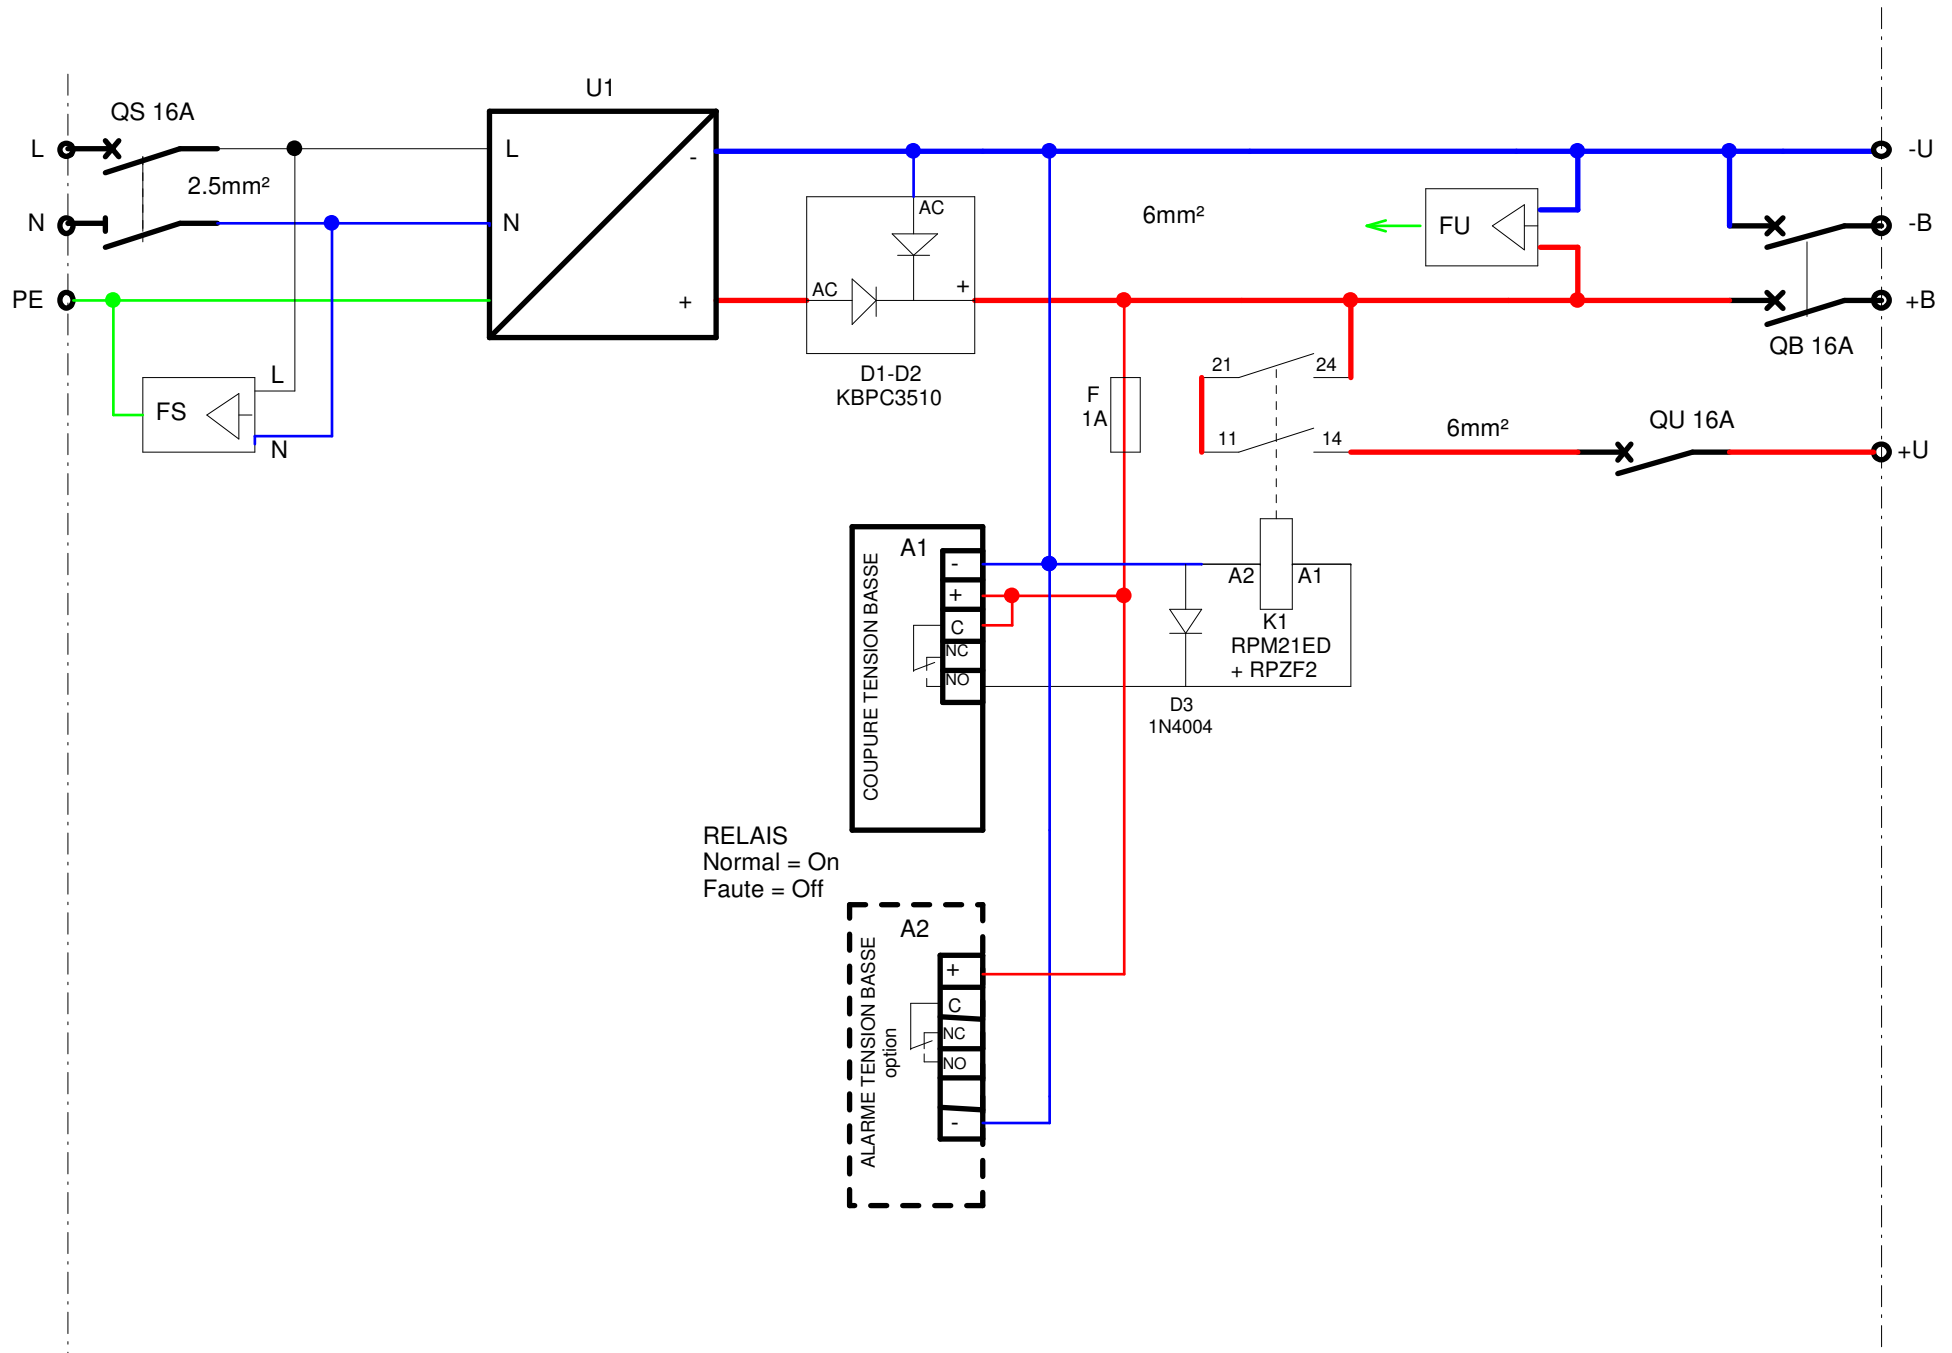 U1
QS 16A
L
L
-
-U
2.5mm²
AC
6mm²
N
N
FU
-B
PE
+
AC
+
+B
QB 16A
D1-D2
KBPC3510
21
24
L
FS
N
F
1A
11
14
6mm²
QU 16A
+U
A1
COUPURE TENSION BASSE
-
+
C
NC
NO
A2
A1
K1
RPM21ED
+ RPZF2
D3
1N4004
RELAIS
Normal = On
Faute = Off
A2
ALARME TENSION BASSE
option
+
C
NC
NO
-